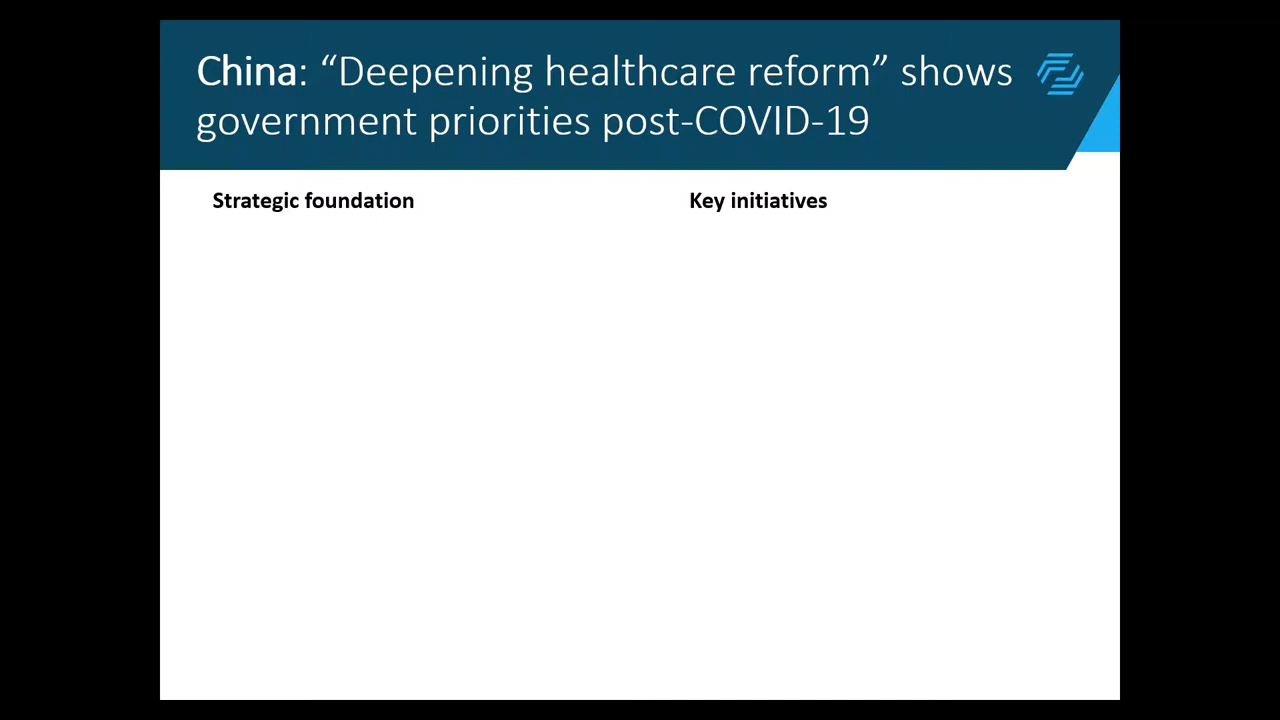 China: “Deepening healthcare reform” shows
government priorities post-COVID-19
Strategic foundation
Key initiatives